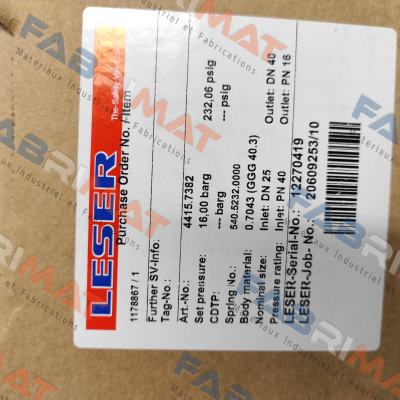 LESER
The-Safety-Valve
Purchase Order No. / Item
1178867 / 1
Further SV-Info:
Tag-No.:
Art.-No.: 4415.7382
Set pressure: 16,00 barg 232,06 psig
CDTP: --- barg --- psig
Spring No.: 540.5232.0000
Body material: 0.7043 (GGG 40.3)
Nominal size: Inlet: DN 25 Outlet: DN 40
Pressure rating: Inlet: PN 40 Outlet: PN 16
LESER-Serial-No.: 12270419
LESER-Job- No.: 20609253/10
FABRIMAT
Matériaux Industriel et Fabrications